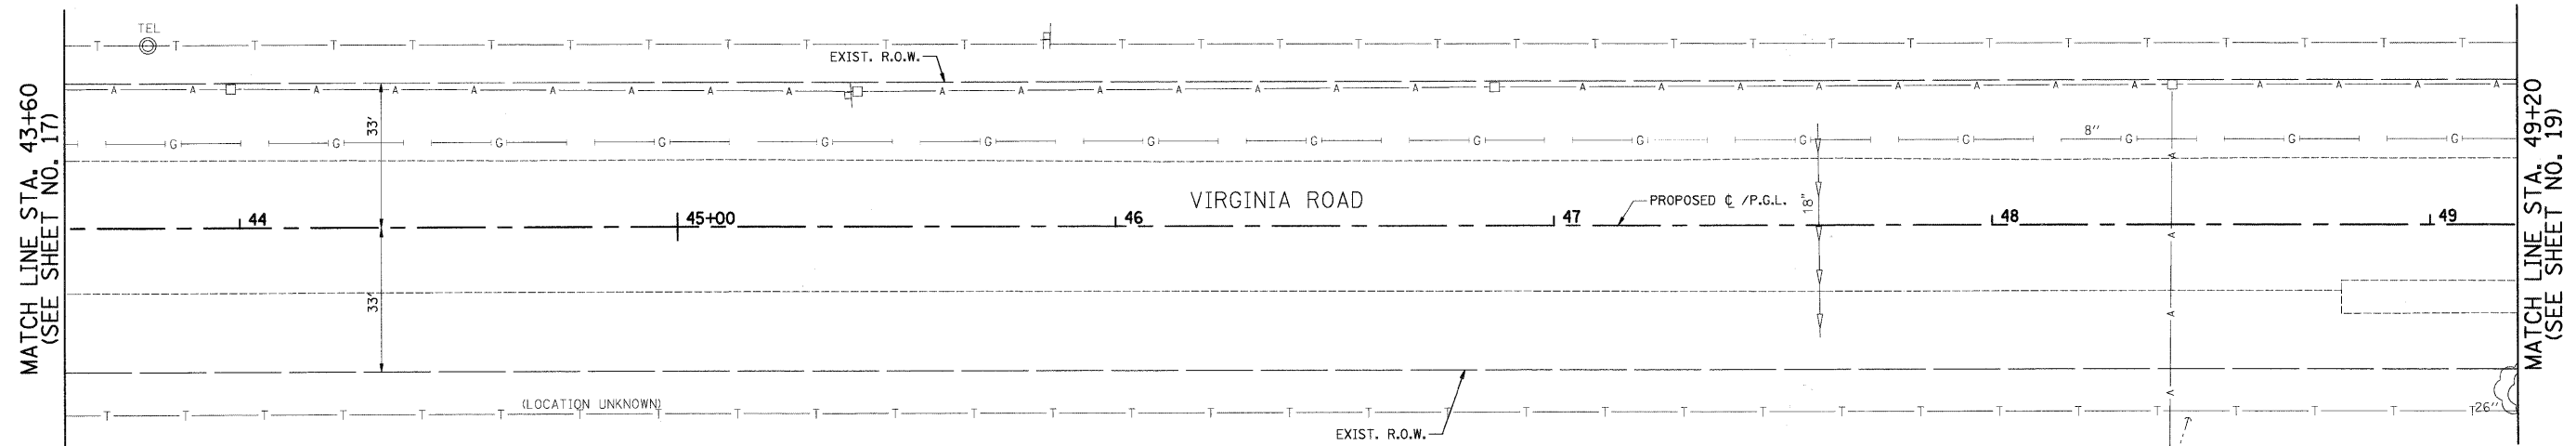 MATCH LINE STA. 43+60
(SEE SHEET NO. 17)
TEL
T T T T T T T T T T T T T T T T T T T T T T T T T T T T T T
EXIST. R.O.W.
A A A A A A A A A A A A A A A A A A A A A A A A A A
33'
G G G G G G G G G G G G G G G
8"
VIRGINIA ROAD
PROPOSED ℄ /P.G.L.
18"
44 45+00 46 47 48 49
A
A
A
A
33'
(LOCATION UNKNOWN)
T T T T T T T T T T T T T T T T T T T T T T T T T T T T T T T
26"
EXIST. R.O.W.
MATCH LINE STA. 49+20
(SEE SHEET NO. 19)